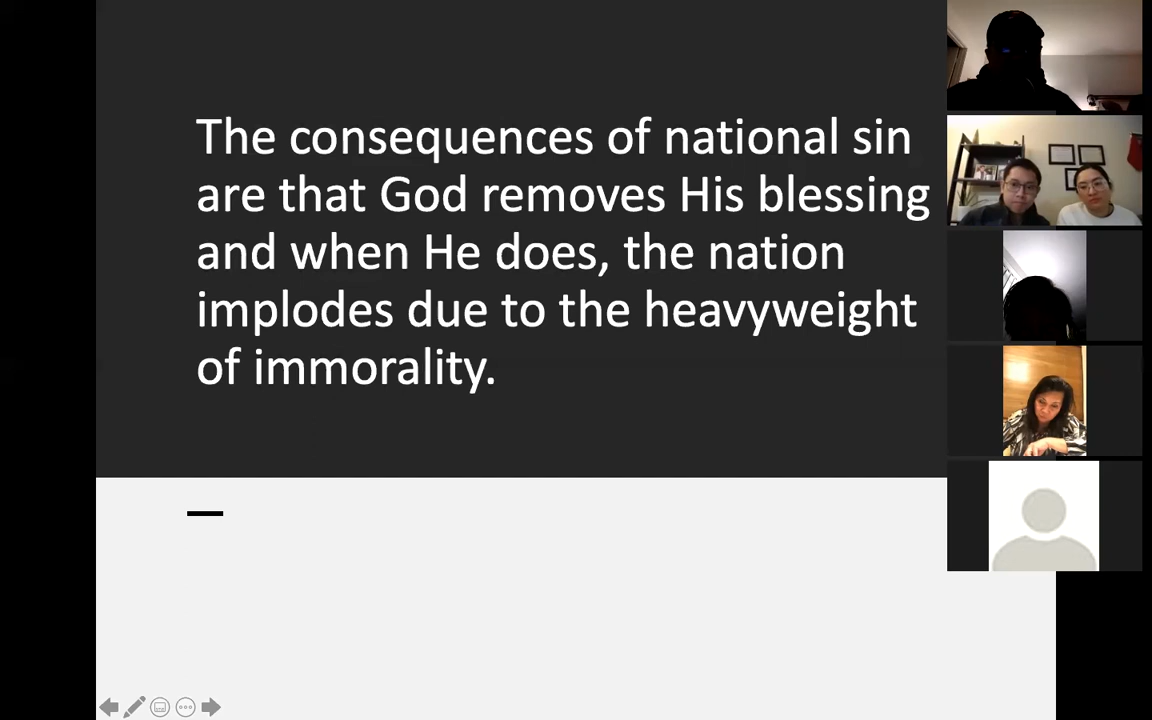 The consequences of national sin
are that God removes His blessing
and when He does, the nation
implodes due to the heavyweight
of immorality.